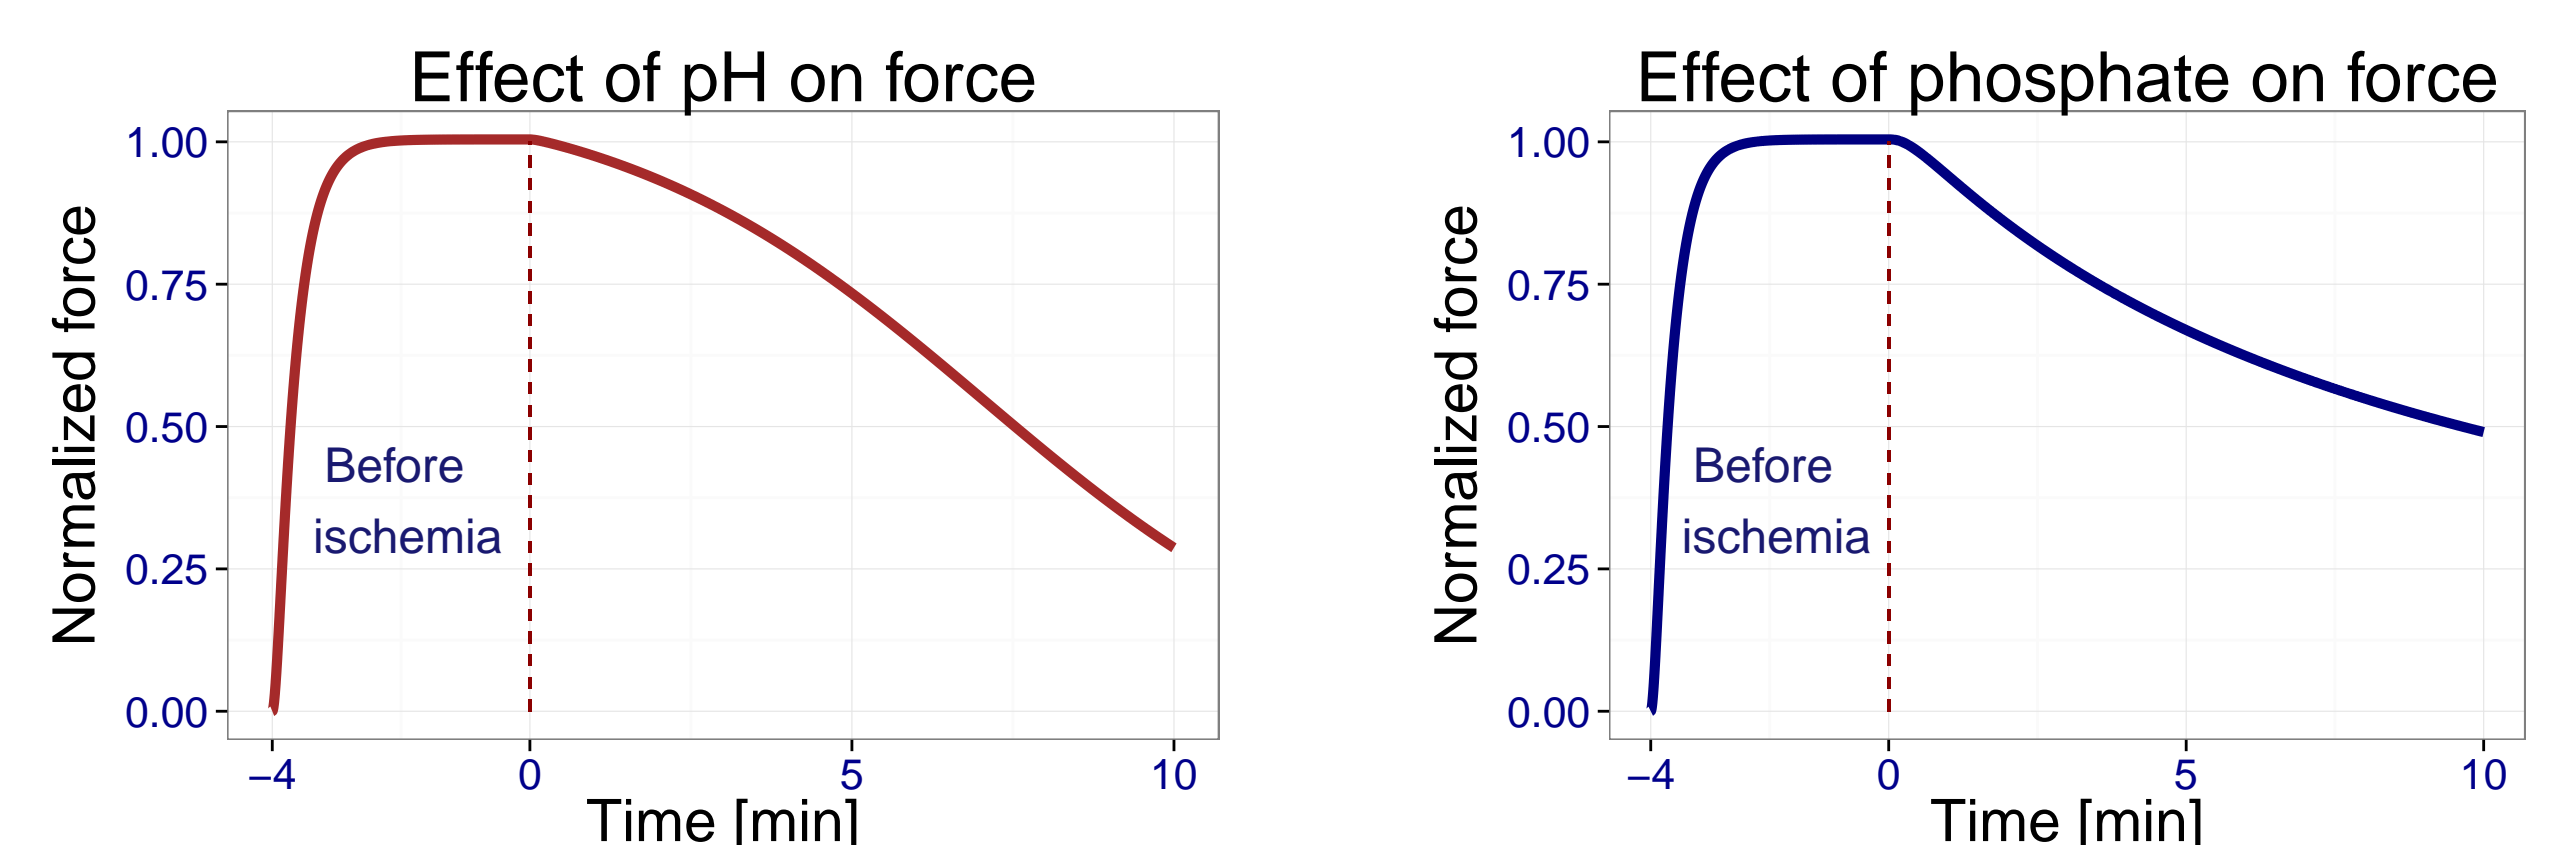 Effect of pH on force
Normalized force
1.00
0.75
0.50
0.25
0.00
Before
ischemia
−4 0 5 10
Time [min]
Effect of phosphate on force
Normalized force
1.00
0.75
0.50
0.25
0.00
Before
ischemia
−4 0 5 10
Time [min]